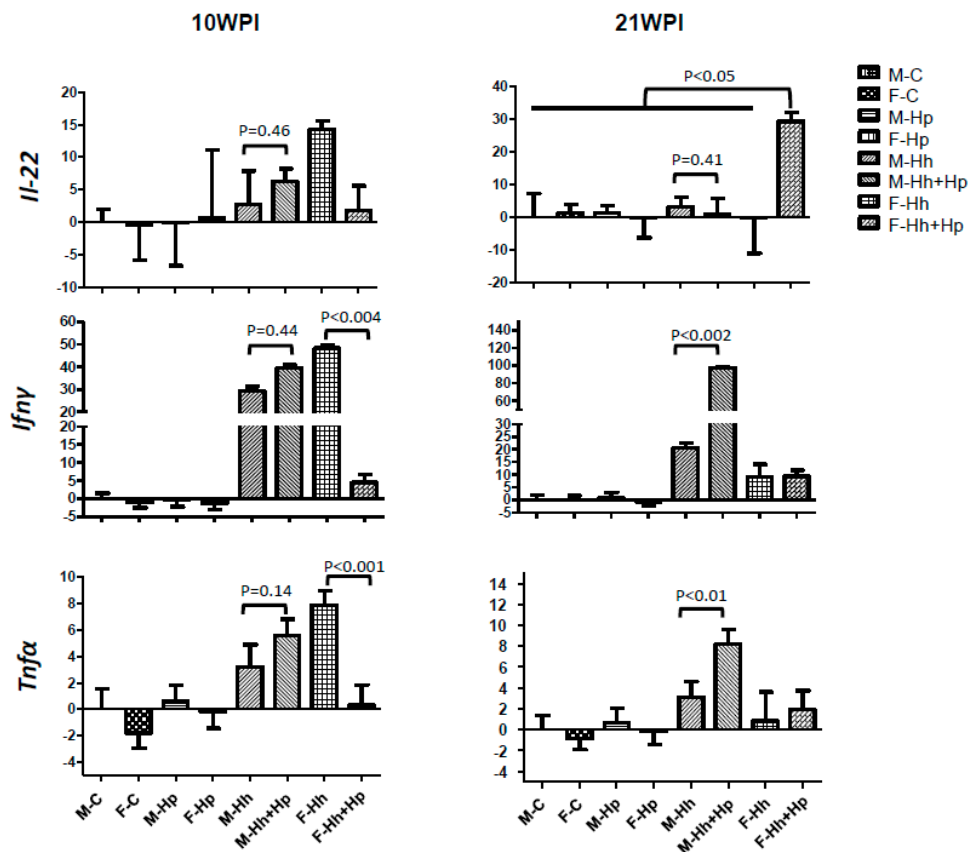 10WPI
21WPI
Il-22
20
15
10
5
0
-5
-10
P=0.46
40
30
20
10
0
-10
-20
P<0.05
P=0.41
M-C
F-C
M-Hp
F-Hp
M-Hh
M-Hh+Hp
F-Hh
F-Hh+Hp
Ifnγ
60
50
40
30
20
20
15
10
5
0
-5
P=0.44
P<0.004
140
120
100
80
60
40
30
25
20
15
10
5
0
-5
P<0.002
Tnfα
10
8
6
4
2
0
-2
-4
P=0.14
P<0.001
14
12
10
8
6
4
2
0
-2
-4
P<0.01
M-C
F-C
M-Hp
F-Hp
M-Hh
M-Hh+Hp
F-Hh
F-Hh+Hp
M-C
F-C
M-Hp
F-Hp
M-Hh
M-Hh+Hp
F-Hh
F-Hh+Hp